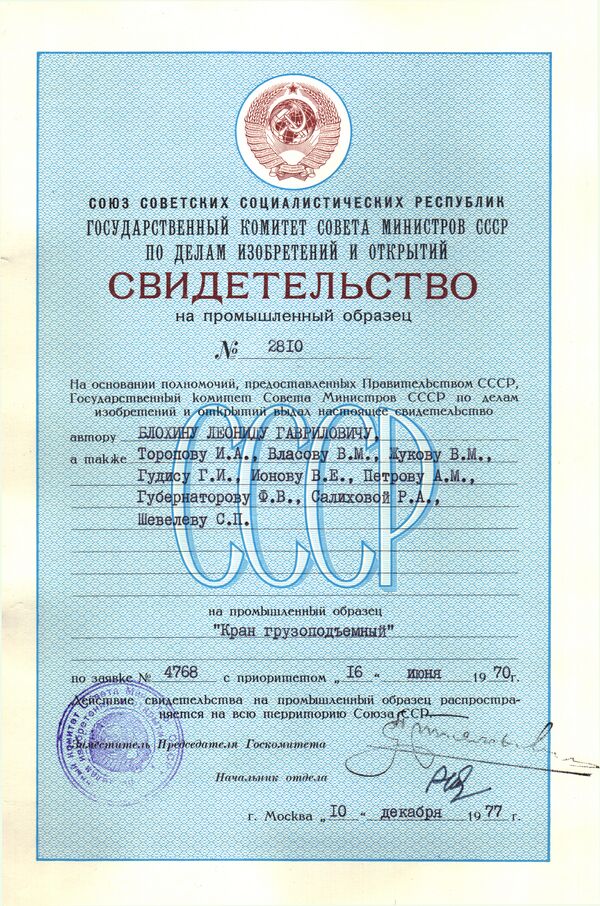 СОЮЗ СОВЕТСКИХ СОЦИАЛИСТИЧЕСКИХ РЕСПУБЛИК
ГОСУДАРСТВЕННЫЙ КОМИТЕТ СОВЕТА МИНИСТРОВ СССР
ПО ДЕЛАМ ИЗОБРЕТЕНИЙ И ОТКРЫТИЙ
СВИДЕТЕЛЬСТВО
на промышленный образец
№ 2810
На основании полномочий, предоставленных Правительством СССР,
Государственный комитет Совета Министров СССР по делам
изобретений и открытий выдал настоящее свидетельство
автору БЛОХИНУ ЛЕОНИДУ ГАВРИЛОВИЧУ,
а также Торопову И.А., Власову В.М., Жукову В.М.,
Гудису Г.И., Ионову В.Е., Петрову А.М.,
Губернаторову Ф.В., Салиховой Р.А.,
Шевелеву С.П.
СССР
на промышленный образец
"Кран грузоподъемный"
по заявке № 4768 с приоритетом „16“ июня 1970г.
Действие свидетельства на промышленный образец распростра-
няется на всю территорию Союза ССР.
Заместитель Председателя Госкомитета
Начальник отдела
г. Москва „10“ декабря 1977 г.